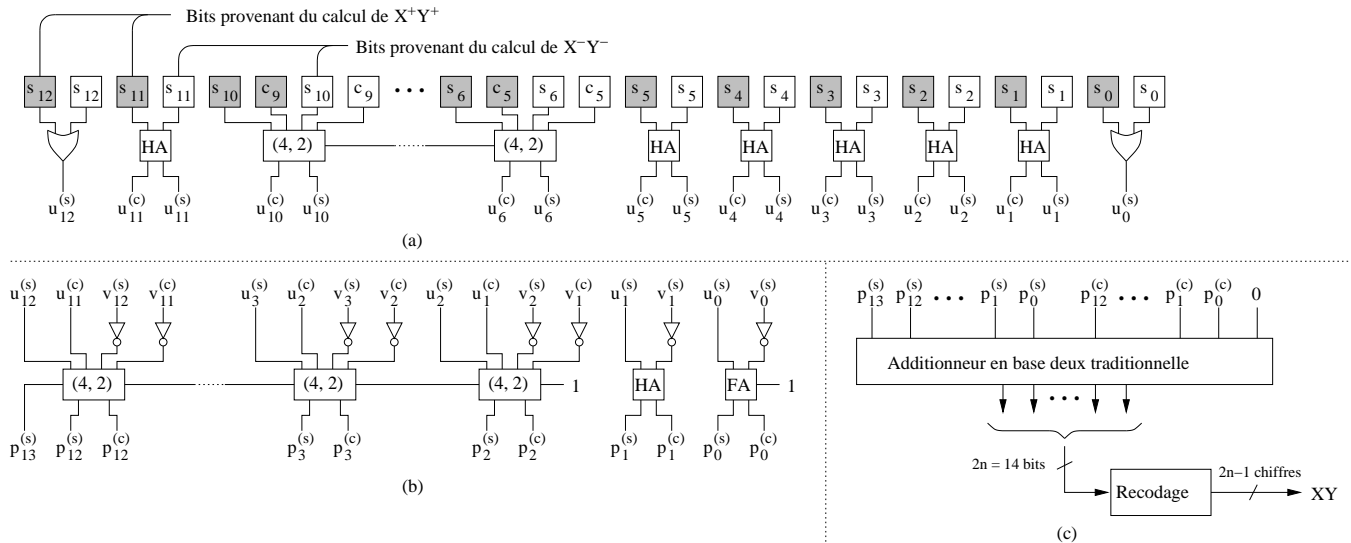 Bits provenant du calcul de X⁺Y⁺
Bits provenant du calcul de X⁻Y⁻
s12 s12 s11 s11 s10 c9 s10 c9 ••• s6 c5 s6 c5 s5 s5 s4 s4 s3 s3 s2 s2 s1 s1 s0 s0
HA (4, 2) (4, 2) HA HA HA HA HA
u12(s) u11(c) u11(s) u10(c) u10(s) u6(c) u6(s) u5(c) u5(s) u4(c) u4(s) u3(c) u3(s) u2(c) u2(s) u1(c) u1(s) u0(s)
(a)
u12(s) u11(c) v12(s) v11(c) u3(s) u2(c) v3(s) v2(c) u2(s) u1(c) v2(s) v1(c) u1(s) v1(s) u0(s) v0(s)
(4, 2) (4, 2) (4, 2) 1 HA FA 1
p13(s) p12(s) p12(c) p3(s) p3(c) p2(s) p2(c) p1(s) p1(c) p0(s) p0(c)
(b)
p13(s) p12(s) ••• p1(s) p0(s) p12(c) ••• p1(c) p0(c) 0
Additionneur en base deux traditionnelle
•••
2n = 14 bits
Recodage
2n−1 chiffres
XY
(c)